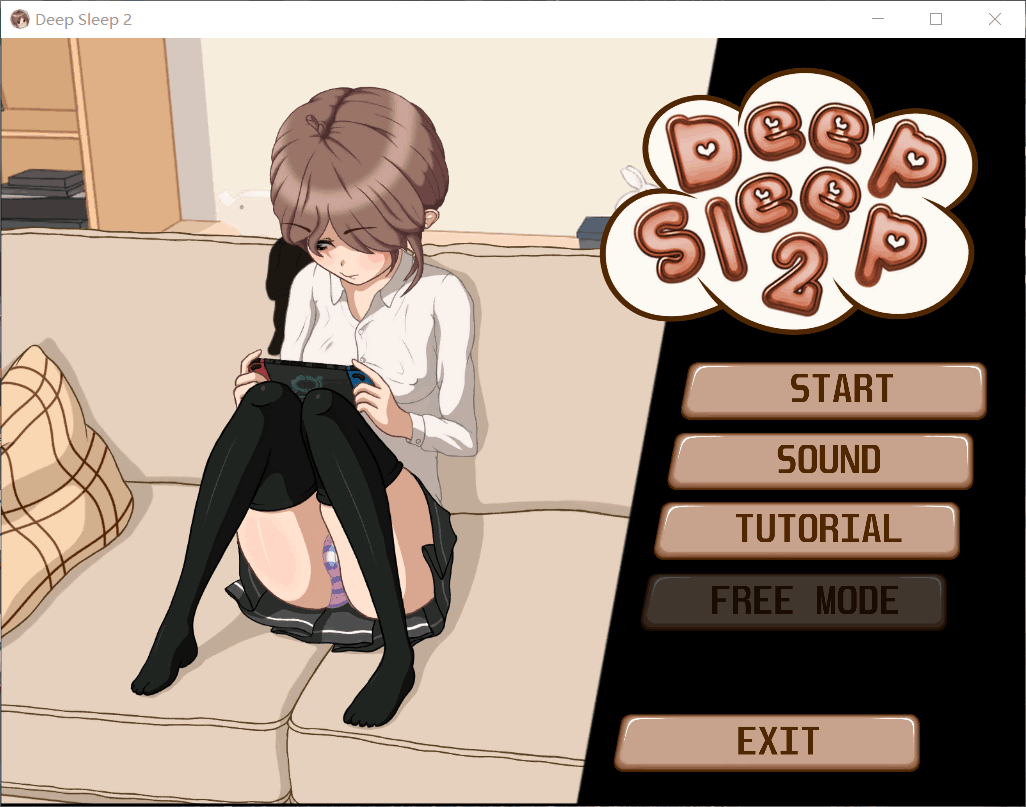 Deep Sleep 2
Deep
Sleep
2
START
SOUND
TUTORIAL
FREE MODE
EXIT